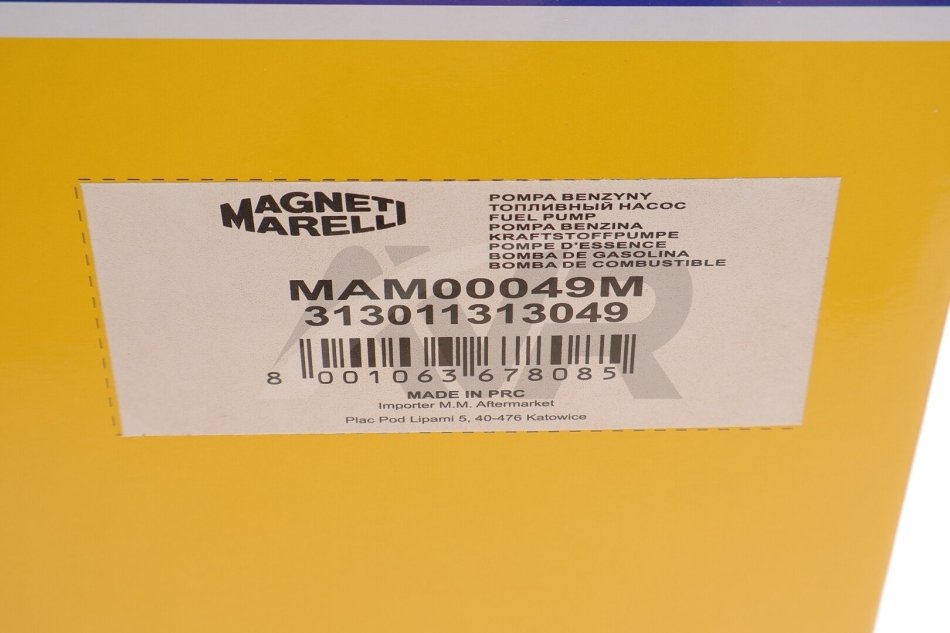 MAGNETI
MARELLI
POMPA BENZYNY
ТОПЛИВНЫЙ НАСОС
FUEL PUMP
POMPA BENZINA
KRAFTSTOFFPUMPE
POMPE D'ESSENCE
BOMBA DE GASOLINA
BOMBA DE COMBUSTIBLE
MAM00049M
313011313049
8 001063 678085
MADE IN PRC
Importer M.M. Aftermarket
Plac Pod Lipami 5, 40-476 Katowice